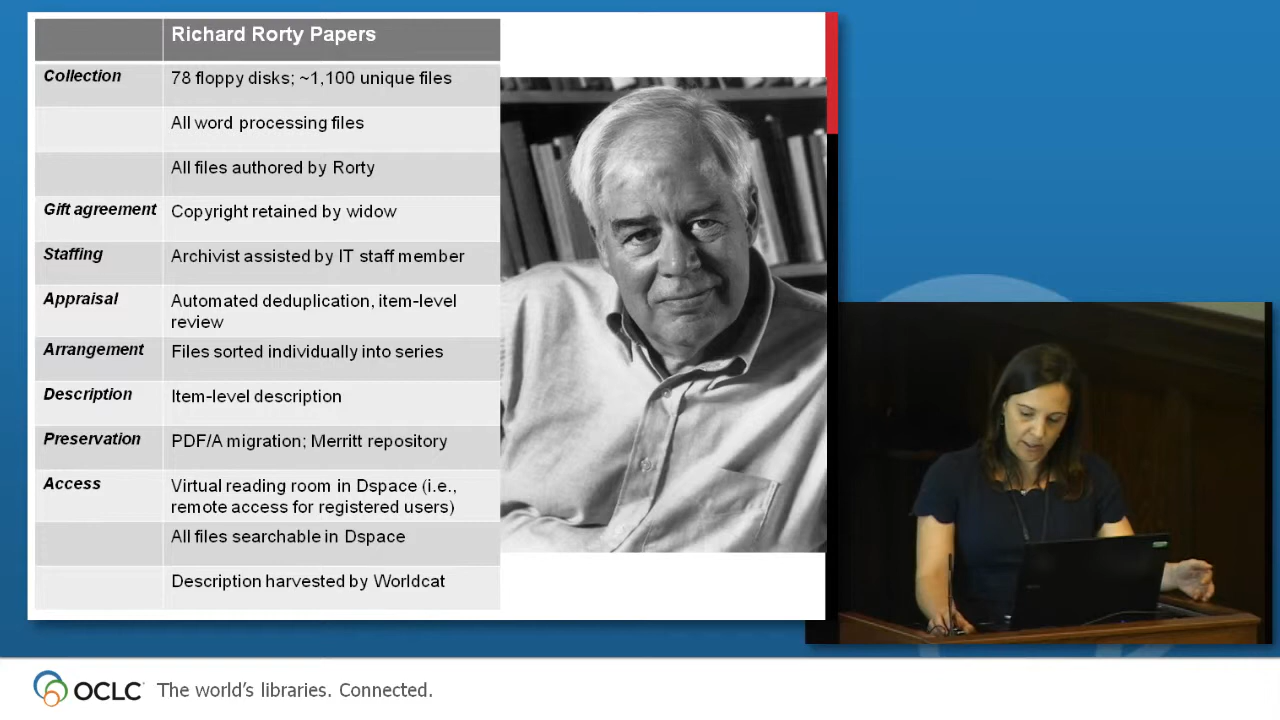 Richard Rorty Papers
Collection 78 floppy disks; ~1,100 unique files
All word processing files
All files authored by Rorty
Gift agreement Copyright retained by widow
Staffing Archivist assisted by IT staff member
Appraisal Automated deduplication, item-level
review
Arrangement Files sorted individually into series
Description Item-level description
Preservation PDF/A migration; Merritt repository
Access Virtual reading room in Dspace (i.e.,
remote access for registered users)
All files searchable in Dspace
Description harvested by Worldcat
OCLC The world's libraries. Connected.